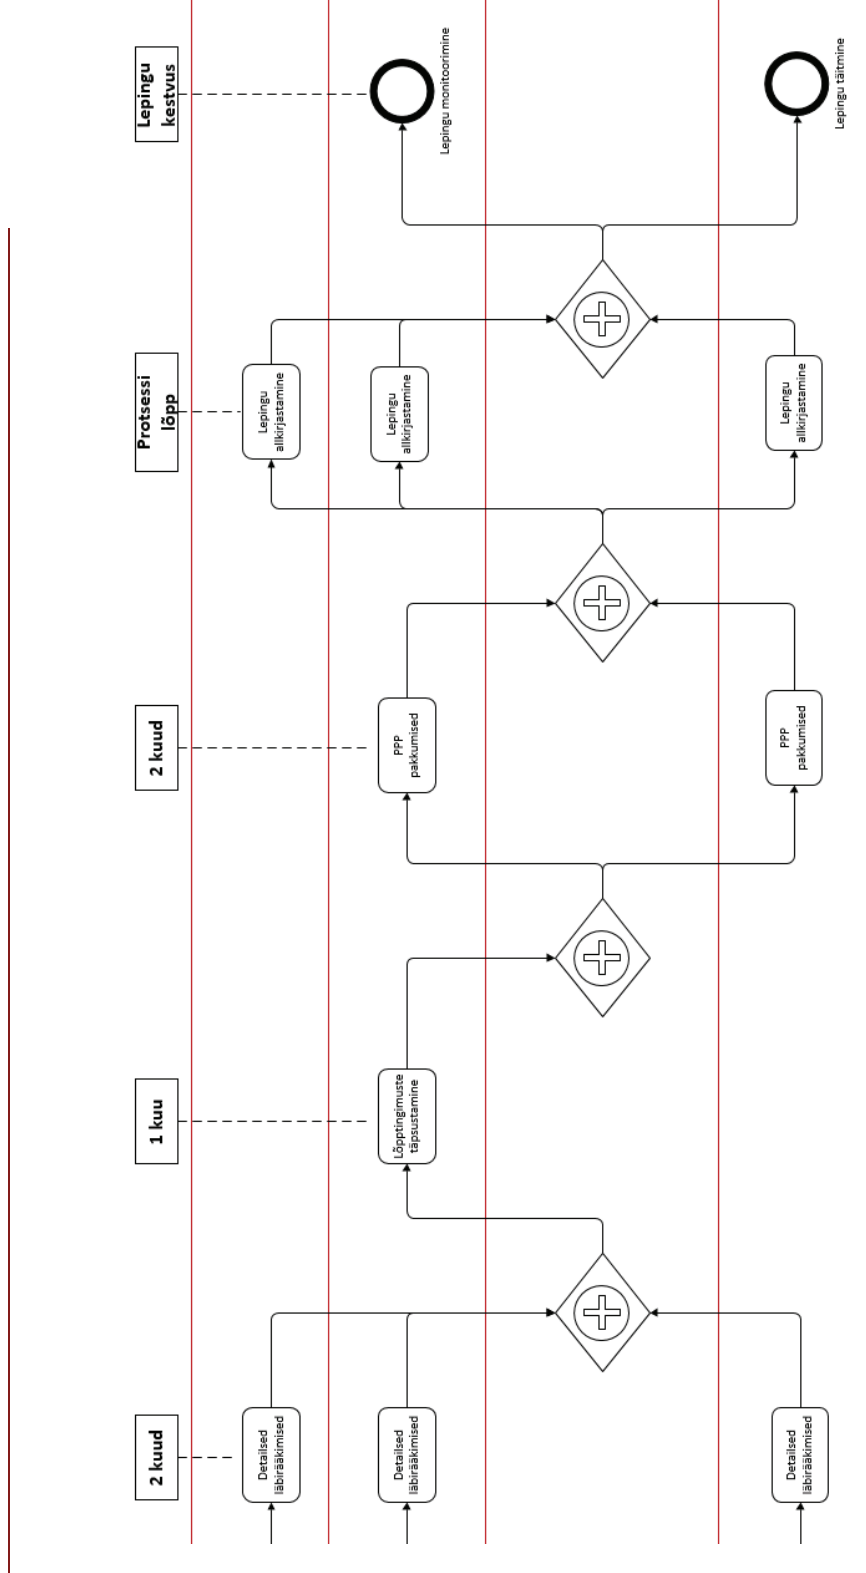 2 kuud
1 kuu
2 kuud
Protsessi
lõpp
Lepingu
kestvus
Detailsed
läbirääkimised
Lepingu
allkirjastamine
Detailsed
läbirääkimised
Lõpptingimuste
täpsustamine
PPP
pakkumised
Lepingu
allkirjastamine
Lepingu monitoorimine
Detailsed
läbirääkimised
PPP
pakkumised
Lepingu
allkirjastamine
Lepingu täitmine